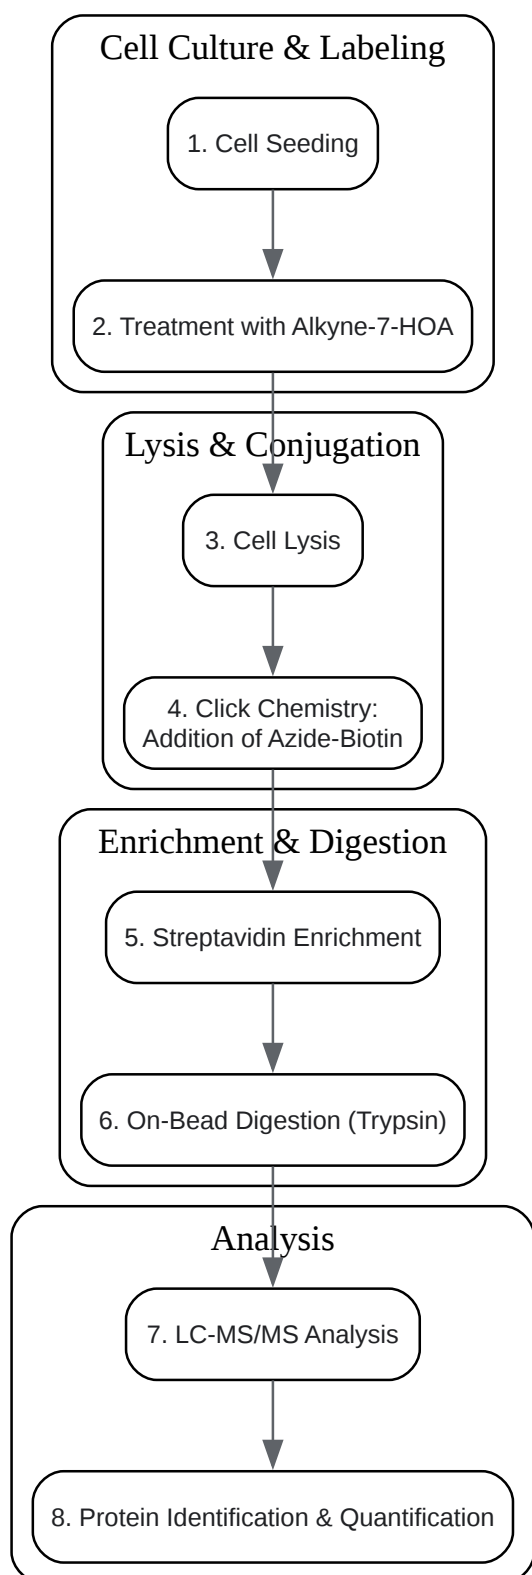 Cell Culture & Labeling
1. Cell Seeding
2. Treatment with Alkyne-7-HOA
Lysis & Conjugation
3. Cell Lysis
4. Click Chemistry:
Addition of Azide-Biotin
Enrichment & Digestion
5. Streptavidin Enrichment
6. On-Bead Digestion (Trypsin)
Analysis
7. LC-MS/MS Analysis
8. Protein Identification & Quantification